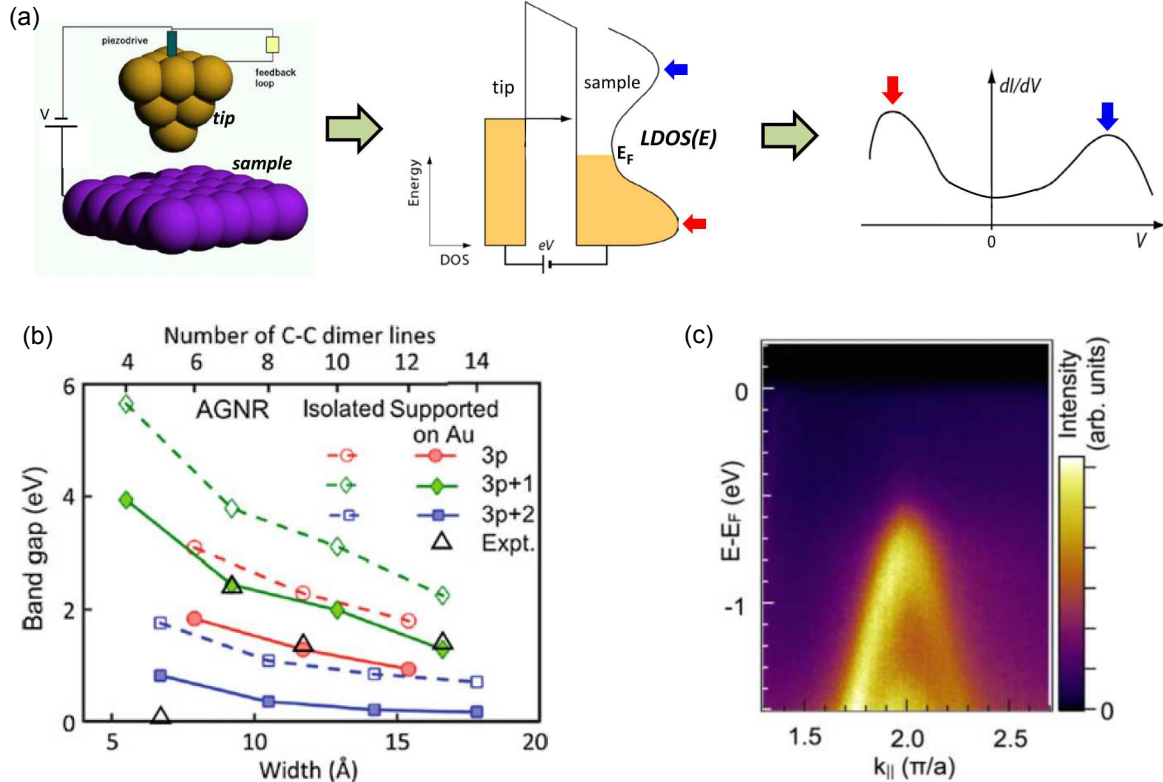 (a)
piezodrive
feedback
loop
V
tip
sample
tip
sample
LDOS(E)
E_F
Energy
DOS
eV
dI/dV
0
V
(b)
Number of C-C dimer lines
4 6 8 10 12 14
6
4
2
0
Band gap (eV)
AGNR Isolated Supported
on Au
3p
3p+1
3p+2
Expt.
5 10 15 20
Width (Å)
(c)
0
-1
E-E_F (eV)
1.5 2.0 2.5
k_|| (π/a)
Intensity
(arb. units)
0